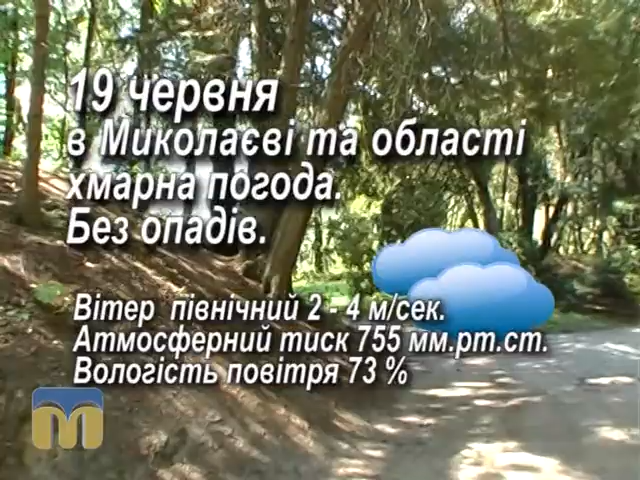 19 червня
в Миколаєві та області
хмарна погода.
Без опадів.
Вітер північний 2 - 4 м/сек.
Атмосферний тиск 755 мм.рт.ст.
Вологість повітря 73 %
М